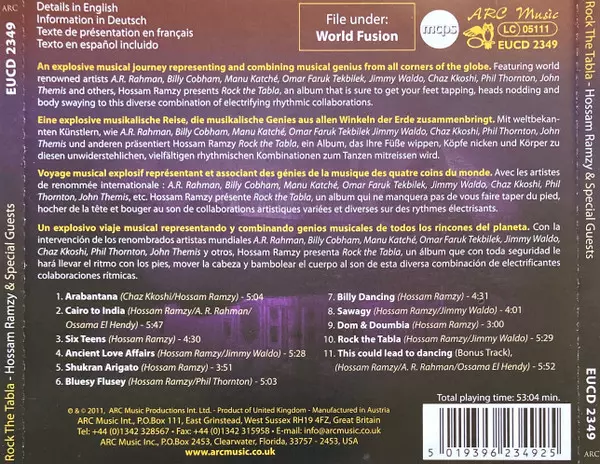 ARC
EUCD 2349
Rock The Tabla - Hossam Ramzy & Special Guests
Details in English
Information in Deutsch
Texte de présentation en français
Texto en español incluido
File under:
World Fusion
mcps
ARC Music
LC 05111
EUCD 2349
An explosive musical journey representing and combining musical genius from all corners of the globe. Featuring world
renowned artists A.R. Rahman, Billy Cobham, Manu Katché, Omar Faruk Tekbilek, Jimmy Waldo, Chaz Kkoshi, Phil Thornton, John
Themis and others, Hossam Ramzy presents Rock the Tabla, an album that is sure to get your feet tapping, heads nodding and
body swaying to this diverse combination of electrifying rhythmic collaborations.
Eine explosive musikalische Reise, die musikalische Genies aus allen Winkeln der Erde zusammenbringt. Mit weltbekan-
nten Künstlern, wie A.R. Rahman, Billy Cobham, Manu Katché, Omar Faruk Tekbilek Jimmy Waldo, Chaz Kkoshi, Phil Thornton, John
Themis und anderen präsentiert Hossam Ramzy Rock the Tabla, ein Album, das Ihre Füße wippen, Köpfe nicken und Körper zu
diesen unwiderstehlichen, vielfältigen rhythmischen Kombinationen zum Tanzen mitreissen wird.
Voyage musical explosif représentant et associant des génies de la musique des quatre coins du monde. Avec les artistes
de renommée internationale : A.R. Rahman, Billy Cobham, Manu Katché, Omar Faruk Tekbilek, Jimmy Waldo, Chaz Kkoshi, Phil
Thornton, John Themis, etc. Hossam Ramzy présente Rock the Tabla, un album qui ne manquera pas de vous faire taper du pied,
hocher de la tête et bouger au son de collaborations artistiques variées et diverses sur des rythmes électrisants.
Un explosivo viaje musical representando y combinando genios musicales de todos los rincones del planeta. Con la
intervención de los renombrados artistas mundiales A.R. Rahman, Billy Cobham, Manu Katché, Omar Faruk Tekbilek, Jimmy Waldo,
Chaz Kkoshi, Phil Thornton, John Themis y otros, Hossam Ramzy presenta Rock the Tabla, un álbum que con toda seguridad le
hará llevar el ritmo con los pies, mover la cabeza y bambolear el cuerpo al son de esta diversa combinación de electrificantes
colaboraciones rítmicas.
1. Arabantana (Chaz Kkoshi/Hossam Ramzy) - 5:04
2. Cairo to India (Hossam Ramzy/A. R. Rahman/
Ossama El Hendy) - 5:47
3. Six Teens (Hossam Ramzy) - 4:30
4. Ancient Love Affairs (Hossam Ramzy/Jimmy Waldo) - 5:28
5. Shukran Arigato (Hossam Ramzy) - 3:51
6. Bluesy Flusey (Hossam Ramzy/Phil Thornton) - 5:03
7. Billy Dancing (Hossam Ramzy) - 4:31
8. Sawagy (Hossam Ramzy/Jimmy Waldo) - 4:01
9. Dom & Doumbia (Hossam Ramzy) - 3:00
10. Rock the Tabla (Hossam Ramzy/Jimmy Waldo) - 5:29
11. This could lead to dancing (Bonus Track),
(Hossam Ramzy/A. R. Rahman/Ossama El Hendy) - 5:52
℗ & © 2011, ARC Music Productions Int. Ltd. - Product of United Kingdom - Manufactured in Austria
ARC Music Int., P.O.Box 111, East Grinstead, West Sussex RH19 4FZ, Great Britain
Tel: +44 (0)1342 328567 - Fax: +44 (0)1342 315958 - E-mail: info@arcmusic.co.uk
ARC Music Inc., P.O.Box 2453, Clearwater, Florida, 33757 - 2453, USA
www.arcmusic.co.uk
Total playing time: 53:04 min.
5 019396 234925
ARC
EUCD 2349
Rock The Tabla - Hossam Ramzy & Special Guests
EUCD 2349